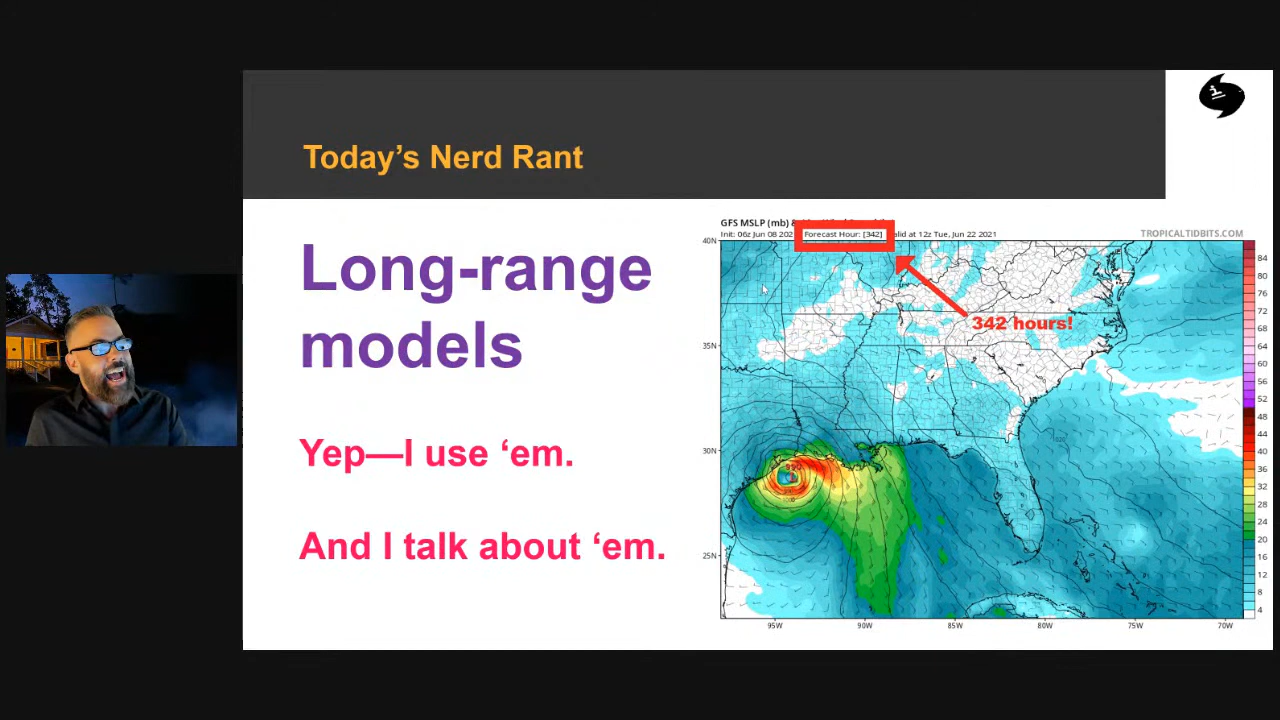 Today’s Nerd Rant
Long-range
models
Yep—I use ‘em.
And I talk about ‘em.
GFS MSLP (mb) &
Init: 06z Jun 08 202 Forecast Hour: [342] alid at 12z Tue, Jun 22 2021
TROPICALTIDBITS.COM
342 hours!
40N
35N
30N
25N
95W 90W 85W 80W 75W 70W
84
80
76
72
68
64
60
56
52
48
44
40
36
32
28
24
20
16
12
8
4